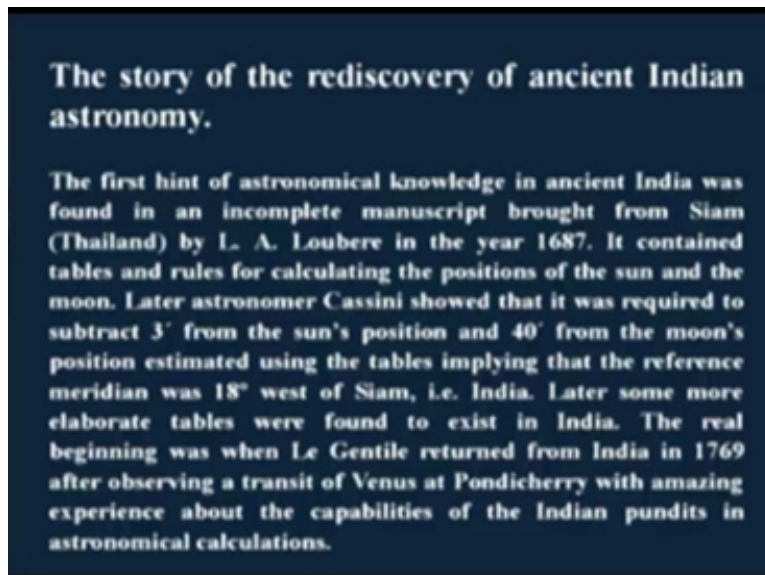 The story of the rediscovery of ancient Indian
astronomy.
The first hint of astronomical knowledge in ancient India was
found in an incomplete manuscript brought from Siam
(Thailand) by L. A. Loubere in the year 1687. It contained
tables and rules for calculating the positions of the sun and the
moon. Later astronomer Cassini showed that it was required to
subtract 3´ from the sun's position and 40´ from the moon's
position estimated using the tables implying that the reference
meridian was 18º west of Siam, i.e. India. Later some more
elaborate tables were found to exist in India. The real
beginning was when Le Gentile returned from India in 1769
after observing a transit of Venus at Pondicherry with amazing
experience about the capabilities of the Indian pundits in
astronomical calculations.